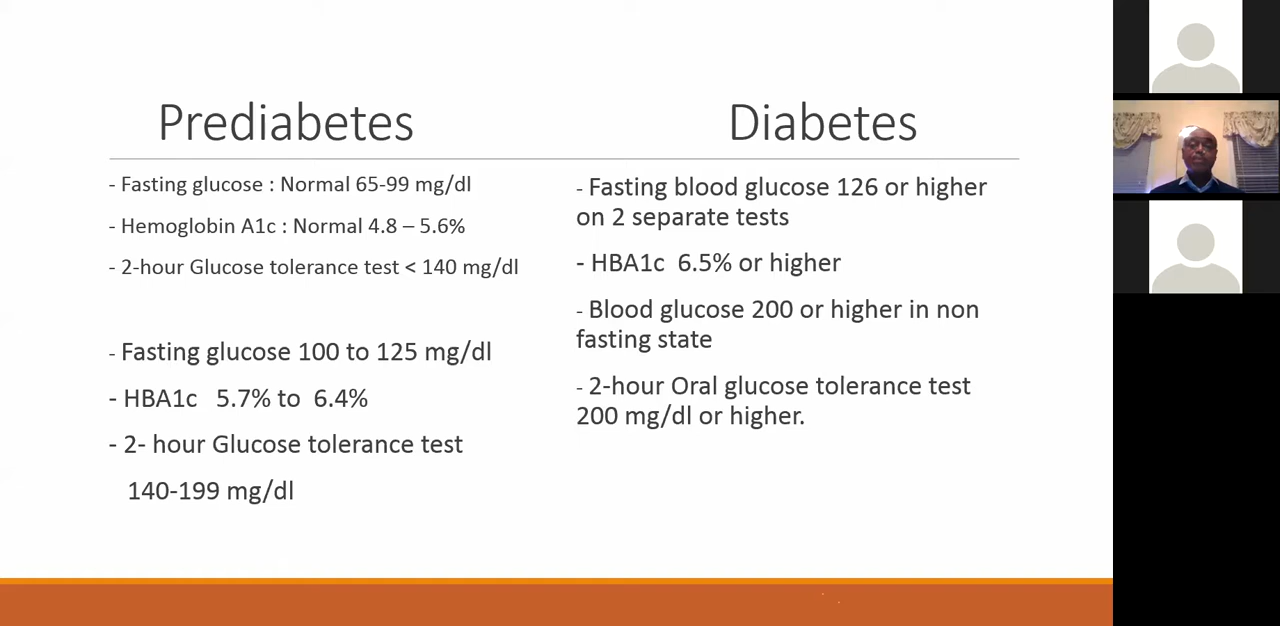 Prediabetes
- Fasting glucose : Normal 65-99 mg/dl
- Hemoglobin A1c : Normal 4.8 – 5.6%
- 2-hour Glucose tolerance test < 140 mg/dl
- Fasting glucose 100 to 125 mg/dl
- HBA1c 5.7% to 6.4%
- 2- hour Glucose tolerance test
140-199 mg/dl
Diabetes
- Fasting blood glucose 126 or higher
on 2 separate tests
- HBA1c 6.5% or higher
- Blood glucose 200 or higher in non
fasting state
- 2-hour Oral glucose tolerance test
200 mg/dl or higher.